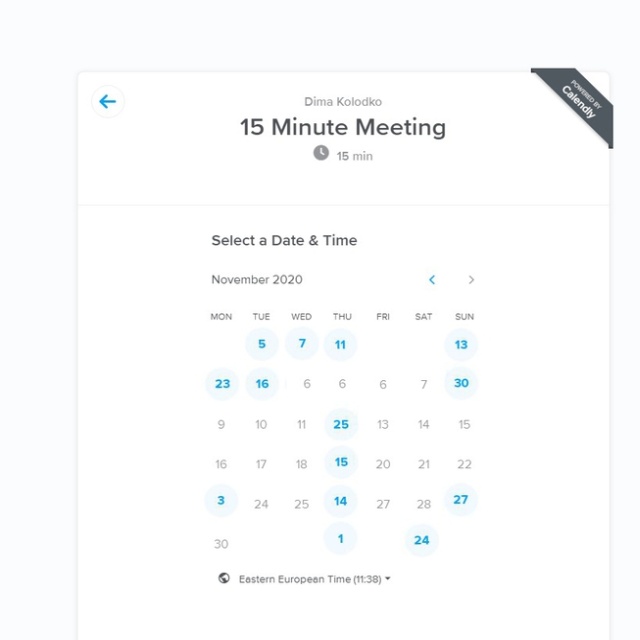 Dima Kolodko
15 Minute Meeting
15 min
POWERED BY
Calendly
Select a Date & Time
November 2020
MON TUE WED THU FRI SAT SUN
5 7 11 13
23 16 6 6 6 7 30
9 10 11 25 13 14 15
16 17 18 15 20 21 22
3 24 25 14 27 28 27
30 1 24
Eastern European Time (11:38)